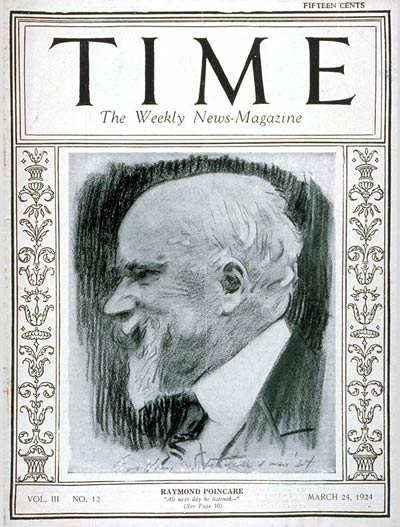 FIFTEEN CENTS
TIME
The Weekly News-Magazine
RAYMOND POINCARE
"All next day he listened—"
(See Page 10)
VOL. III NO. 12 MARCH 24, 1924